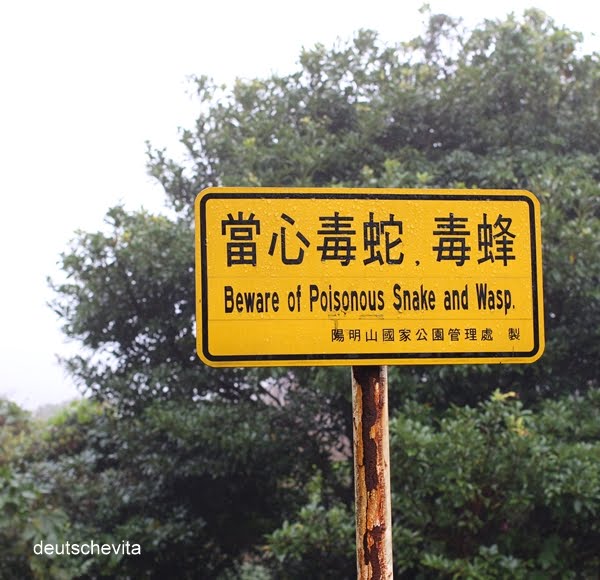 當心毒蛇.毒蜂
Beware of Poisonous Snake and Wasp.
陽明山國家公園管理處 製
deutschevita